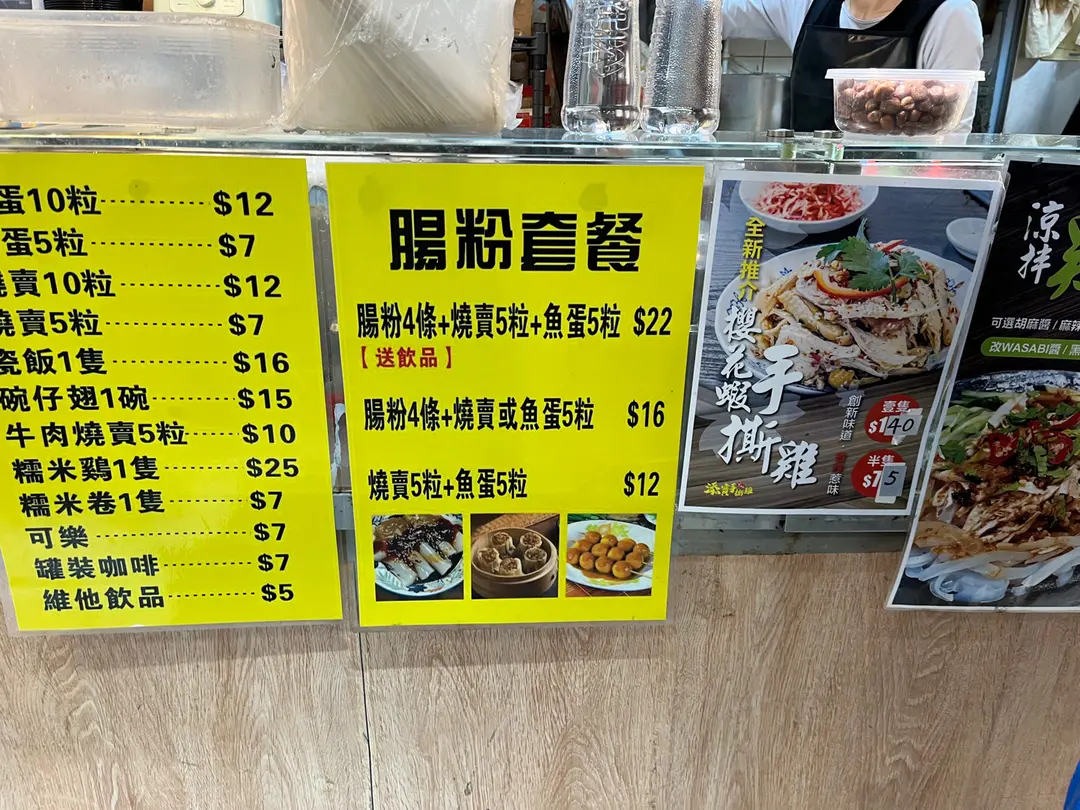 蛋10粒 $12
蛋5粒 $7
燒賣10粒 $12
燒賣5粒 $7
瓷飯1隻 $16
碗仔翅1碗 $15
牛肉燒賣5粒 $10
糯米鷄1隻 $25
糯米卷1隻 $7
可樂 $7
罐裝咖啡 $7
維他飲品 $5
腸粉套餐
腸粉4條+燒賣5粒+魚蛋5粒 $22
【送飲品】
腸粉4條+燒賣或魚蛋5粒 $16
燒賣5粒+魚蛋5粒 $12
全新推介
櫻花蝦
手撕雞
創新味道
惹味
壹隻
$140
半隻
$75
涼拌
可選胡麻醬/麻辣
改WASABI醬/黑